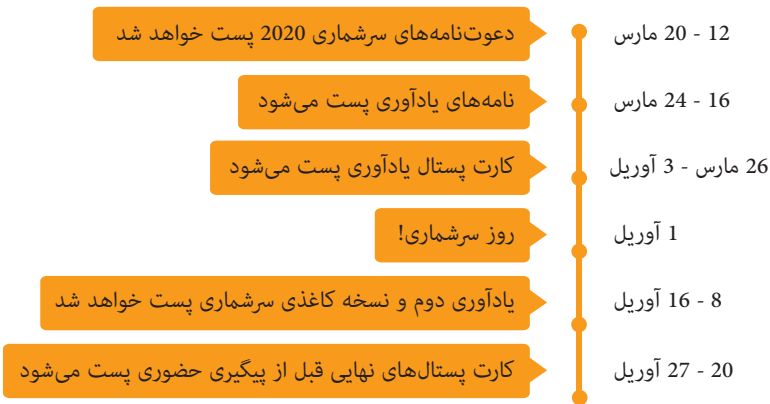 12 - 20 مارس
دعوت‌نامه‌های سرشماری 2020 پست خواهد شد
16 - 24 مارس
نامه‌های یادآوری پست می‌شود
26 مارس - 3 آوریل
کارت پستال یادآوری پست می‌شود
1 آوریل
روز سرشماری!
8 - 16 آوریل
یادآوری دوم و نسخه کاغذی سرشماری پست خواهد شد
20 - 27 آوریل
کارت پستال‌های نهایی قبل از پیگیری حضوری پست می‌شود